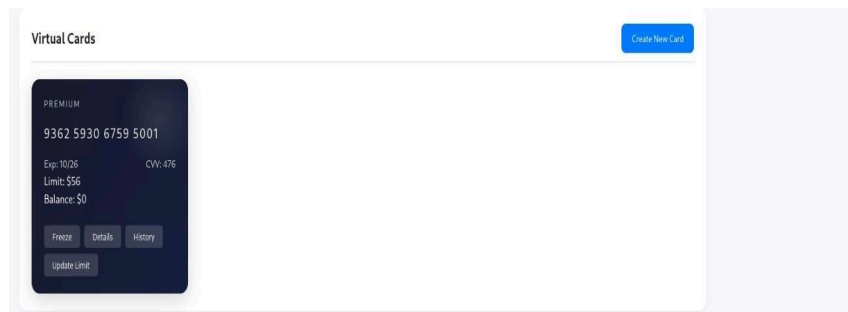 Virtual Cards
Create New Card
PREMIUM
9362 5930 6759 5001
Exp: 10/26 CVV: 476
Limit: $56
Balance: $0
Freeze Details History
Update Limit